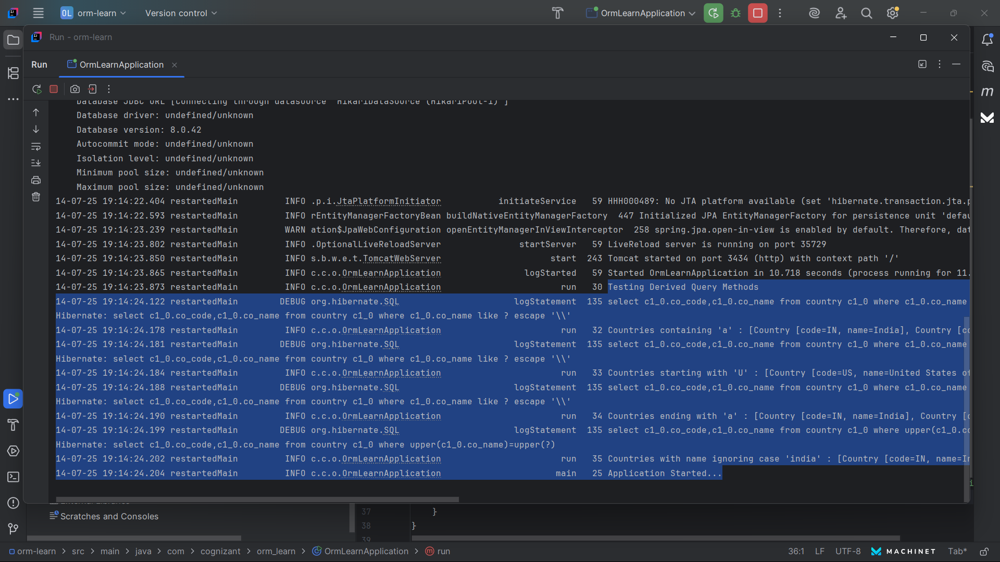 OL orm-learn Version control OrmLearnApplication
Run - orm-learn
Run OrmLearnApplication
Database JDBC URL [Connecting through datasource 'HikariDataSource (HikariPool-1)']
Database driver: undefined/unknown
Database version: 8.0.42
Autocommit mode: undefined/unknown
Isolation level: undefined/unknown
Minimum pool size: undefined/unknown
Maximum pool size: undefined/unknown
14-07-25 19:14:22.404 restartedMain INFO .p.i.JtaPlatformInitiator initiateService 59 HHH000489: No JTA platform available (set 'hibernate.transaction.jta.p
14-07-25 19:14:22.593 restartedMain INFO rEntityManagerFactoryBean buildNativeEntityManagerFactory 447 Initialized JPA EntityManagerFactory for persistence unit 'defau
14-07-25 19:14:23.239 restartedMain WARN ation$JpaWebConfiguration openEntityManagerInViewInterceptor 258 spring.jpa.open-in-view is enabled by default. Therefore, dat
14-07-25 19:14:23.802 restartedMain INFO .OptionalLiveReloadServer startServer 59 LiveReload server is running on port 35729
14-07-25 19:14:23.850 restartedMain INFO s.b.w.e.t.TomcatWebServer start 243 Tomcat started on port 3434 (http) with context path '/'
14-07-25 19:14:23.865 restartedMain INFO c.c.o.OrmLearnApplication logStarted 59 Started OrmLearnApplication in 10.718 seconds (process running for 11.
14-07-25 19:14:23.873 restartedMain INFO c.c.o.OrmLearnApplication run 30 Testing Derived Query Methods
14-07-25 19:14:24.122 restartedMain DEBUG org.hibernate.SQL logStatement 135 select c1_0.co_code,c1_0.co_name from country c1_0 where c1_0.co_name
Hibernate: select c1_0.co_code,c1_0.co_name from country c1_0 where c1_0.co_name like ? escape '\\'
14-07-25 19:14:24.178 restartedMain INFO c.c.o.OrmLearnApplication run 32 Countries containing 'a' : [Country [code=IN, name=India], Country [co
14-07-25 19:14:24.181 restartedMain DEBUG org.hibernate.SQL logStatement 135 select c1_0.co_code,c1_0.co_name from country c1_0 where c1_0.co_name
Hibernate: select c1_0.co_code,c1_0.co_name from country c1_0 where c1_0.co_name like ? escape '\\'
14-07-25 19:14:24.184 restartedMain INFO c.c.o.OrmLearnApplication run 33 Countries starting with 'U' : [Country [code=US, name=United States of
14-07-25 19:14:24.188 restartedMain DEBUG org.hibernate.SQL logStatement 135 select c1_0.co_code,c1_0.co_name from country c1_0 where c1_0.co_name
Hibernate: select c1_0.co_code,c1_0.co_name from country c1_0 where c1_0.co_name like ? escape '\\'
14-07-25 19:14:24.190 restartedMain INFO c.c.o.OrmLearnApplication run 34 Countries ending with 'a' : [Country [code=IN, name=India], Country [c
14-07-25 19:14:24.199 restartedMain DEBUG org.hibernate.SQL logStatement 135 select c1_0.co_code,c1_0.co_name from country c1_0 where upper(c1_0.co
Hibernate: select c1_0.co_code,c1_0.co_name from country c1_0 where upper(c1_0.co_name)=upper(?)
14-07-25 19:14:24.202 restartedMain INFO c.c.o.OrmLearnApplication run 35 Countries with name ignoring case 'india' : [Country [code=IN, name=In
14-07-25 19:14:24.204 restartedMain INFO c.c.o.OrmLearnApplication main 25 Application Started...
Scratches and Consoles
37 }
38 }
39
orm-learn > src > main > java > com > cognizant > orm_learn > OrmLearnApplication > run 36:1 LF UTF-8 MACHINET Tab*